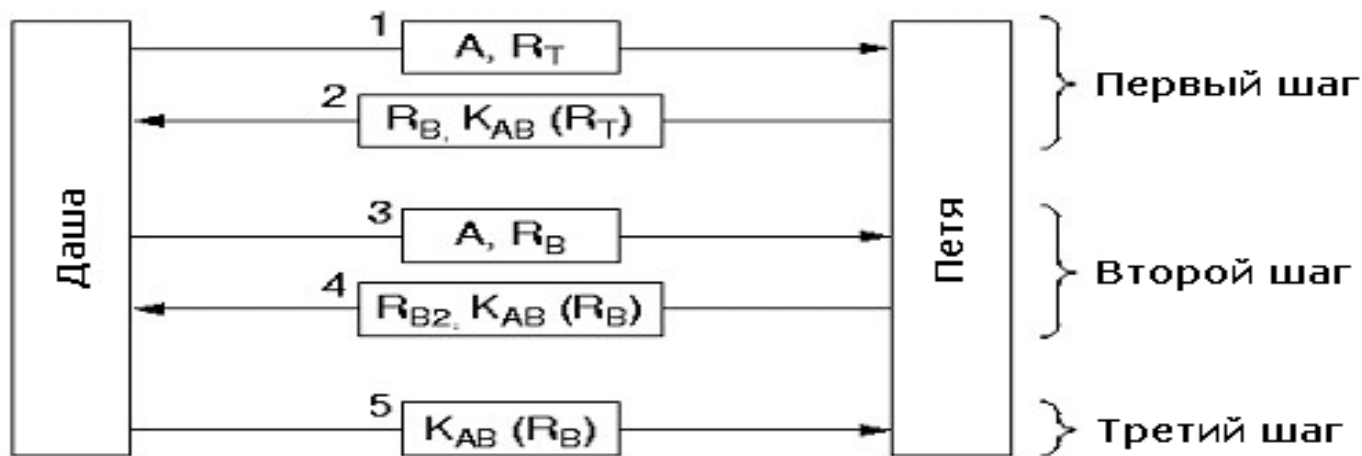 1
A, R_T
2
R_B, K_AB (R_T)
Первый шаг
Даша
3
A, R_B
4
R_B2, K_AB (R_B)
Петя
Второй шаг
5
K_AB (R_B)
Третий шаг